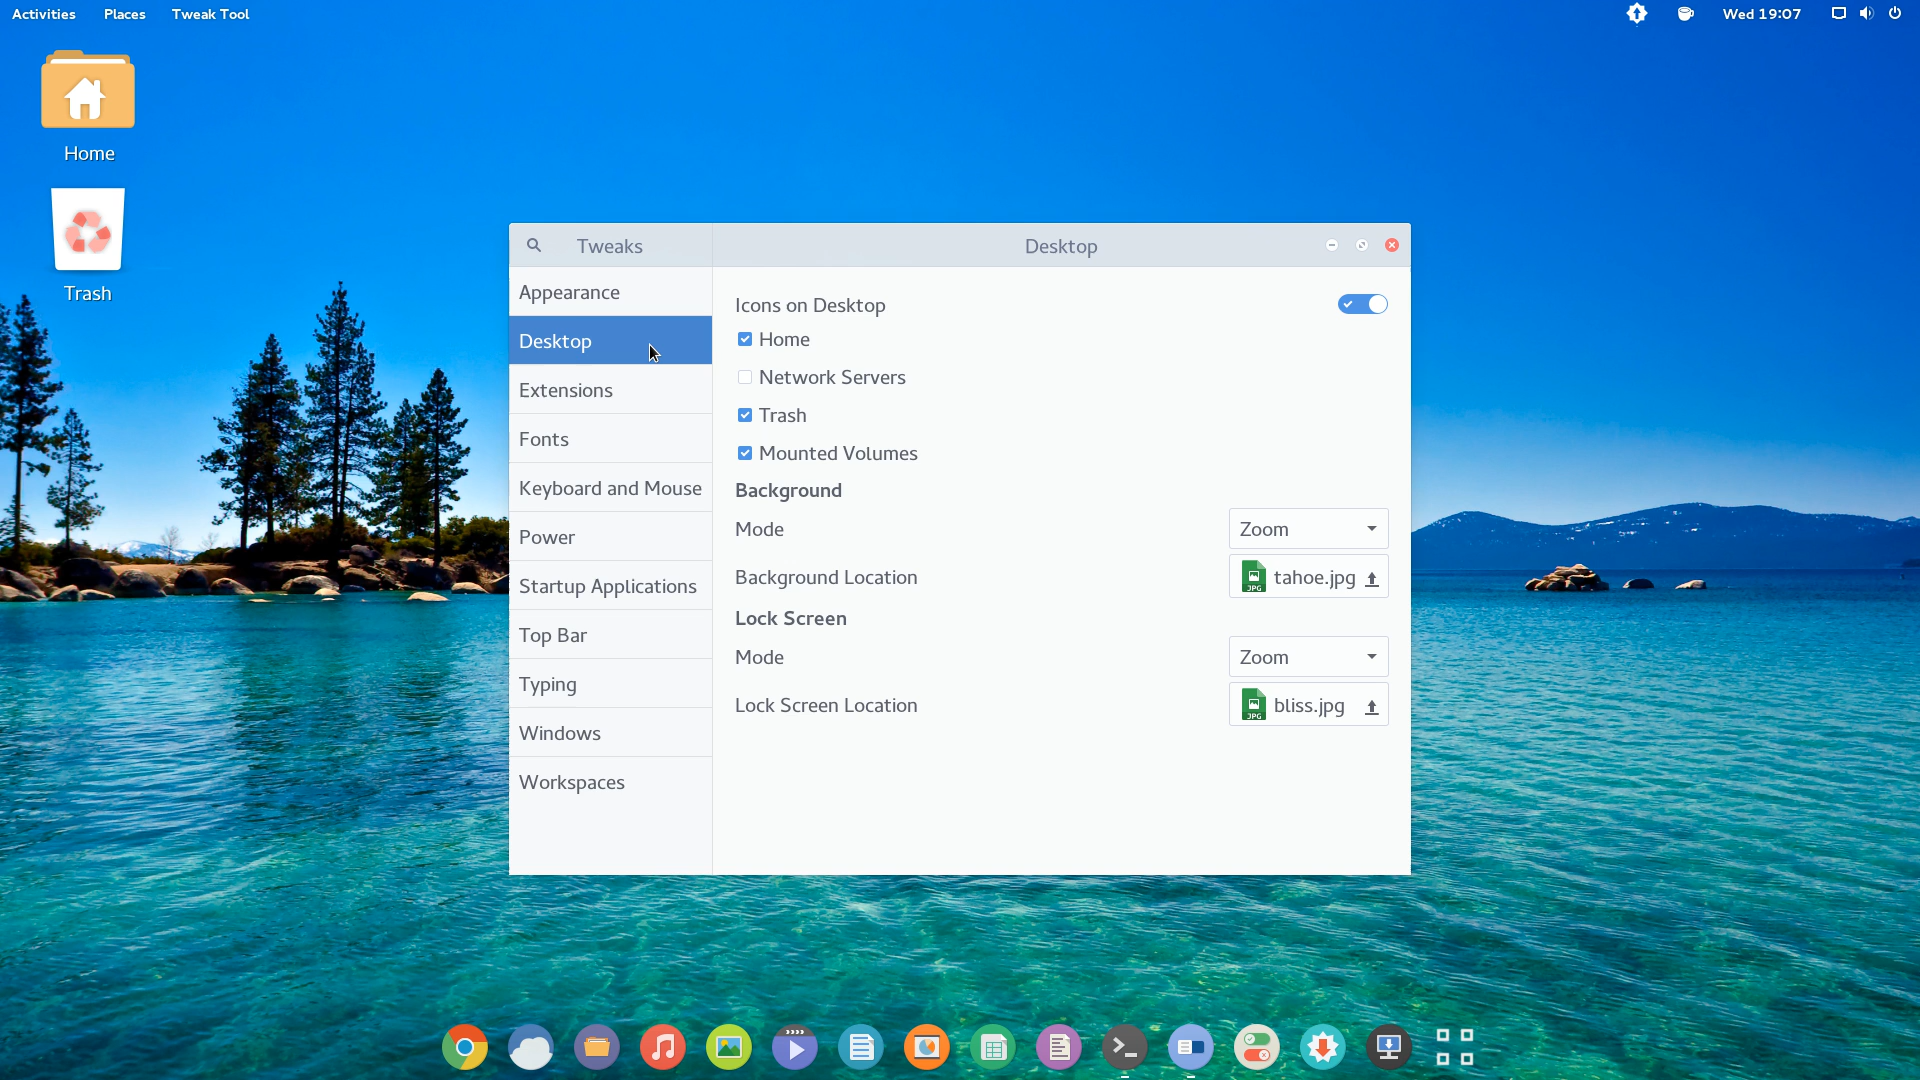 Activities Places Tweak Tool Wed 19:07
Home
Trash
Tweaks Desktop
Appearance
Desktop
Extensions
Fonts
Keyboard and Mouse
Power
Startup Applications
Top Bar
Typing
Windows
Workspaces
Icons on Desktop
Home
Network Servers
Trash
Mounted Volumes
Background
Mode Zoom
Background Location JPG tahoe.jpg
Lock Screen
Mode Zoom
Lock Screen Location JPG bliss.jpg